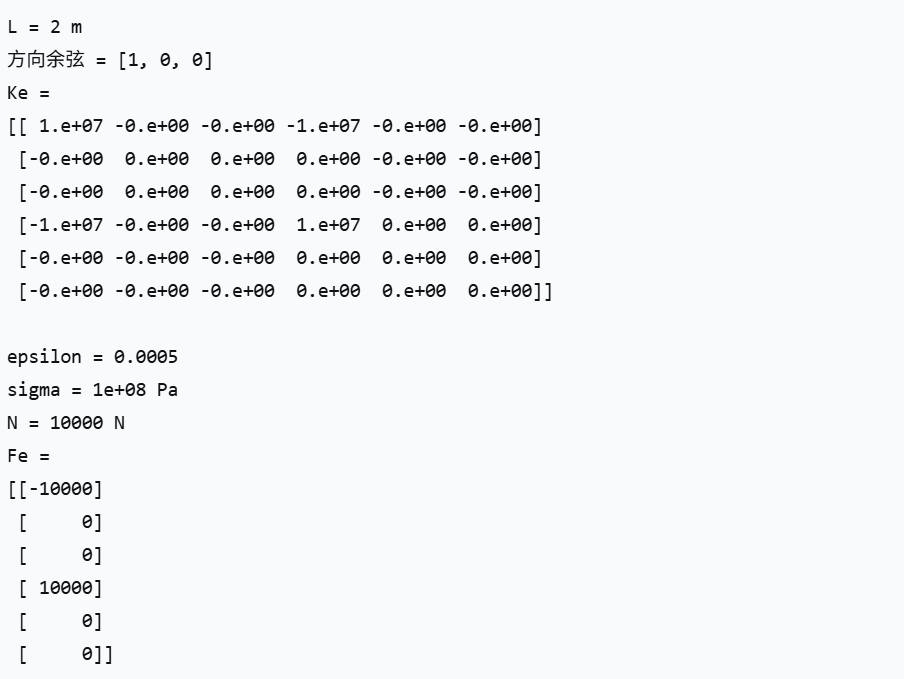 L = 2 m
方向余弦 = [1, 0, 0]
Ke =
[[ 1.e+07 -0.e+00 -0.e+00 -1.e+07 -0.e+00 -0.e+00]
 [-0.e+00  0.e+00  0.e+00  0.e+00 -0.e+00 -0.e+00]
 [-0.e+00  0.e+00  0.e+00  0.e+00 -0.e+00 -0.e+00]
 [-1.e+07 -0.e+00 -0.e+00  1.e+07  0.e+00  0.e+00]
 [-0.e+00 -0.e+00 -0.e+00  0.e+00  0.e+00  0.e+00]
 [-0.e+00 -0.e+00 -0.e+00  0.e+00  0.e+00  0.e+00]]

epsilon = 0.0005
sigma = 1e+08 Pa
N = 10000 N
Fe =
[[-10000]
 [     0]
 [     0]
 [ 10000]
 [     0]
 [     0]]